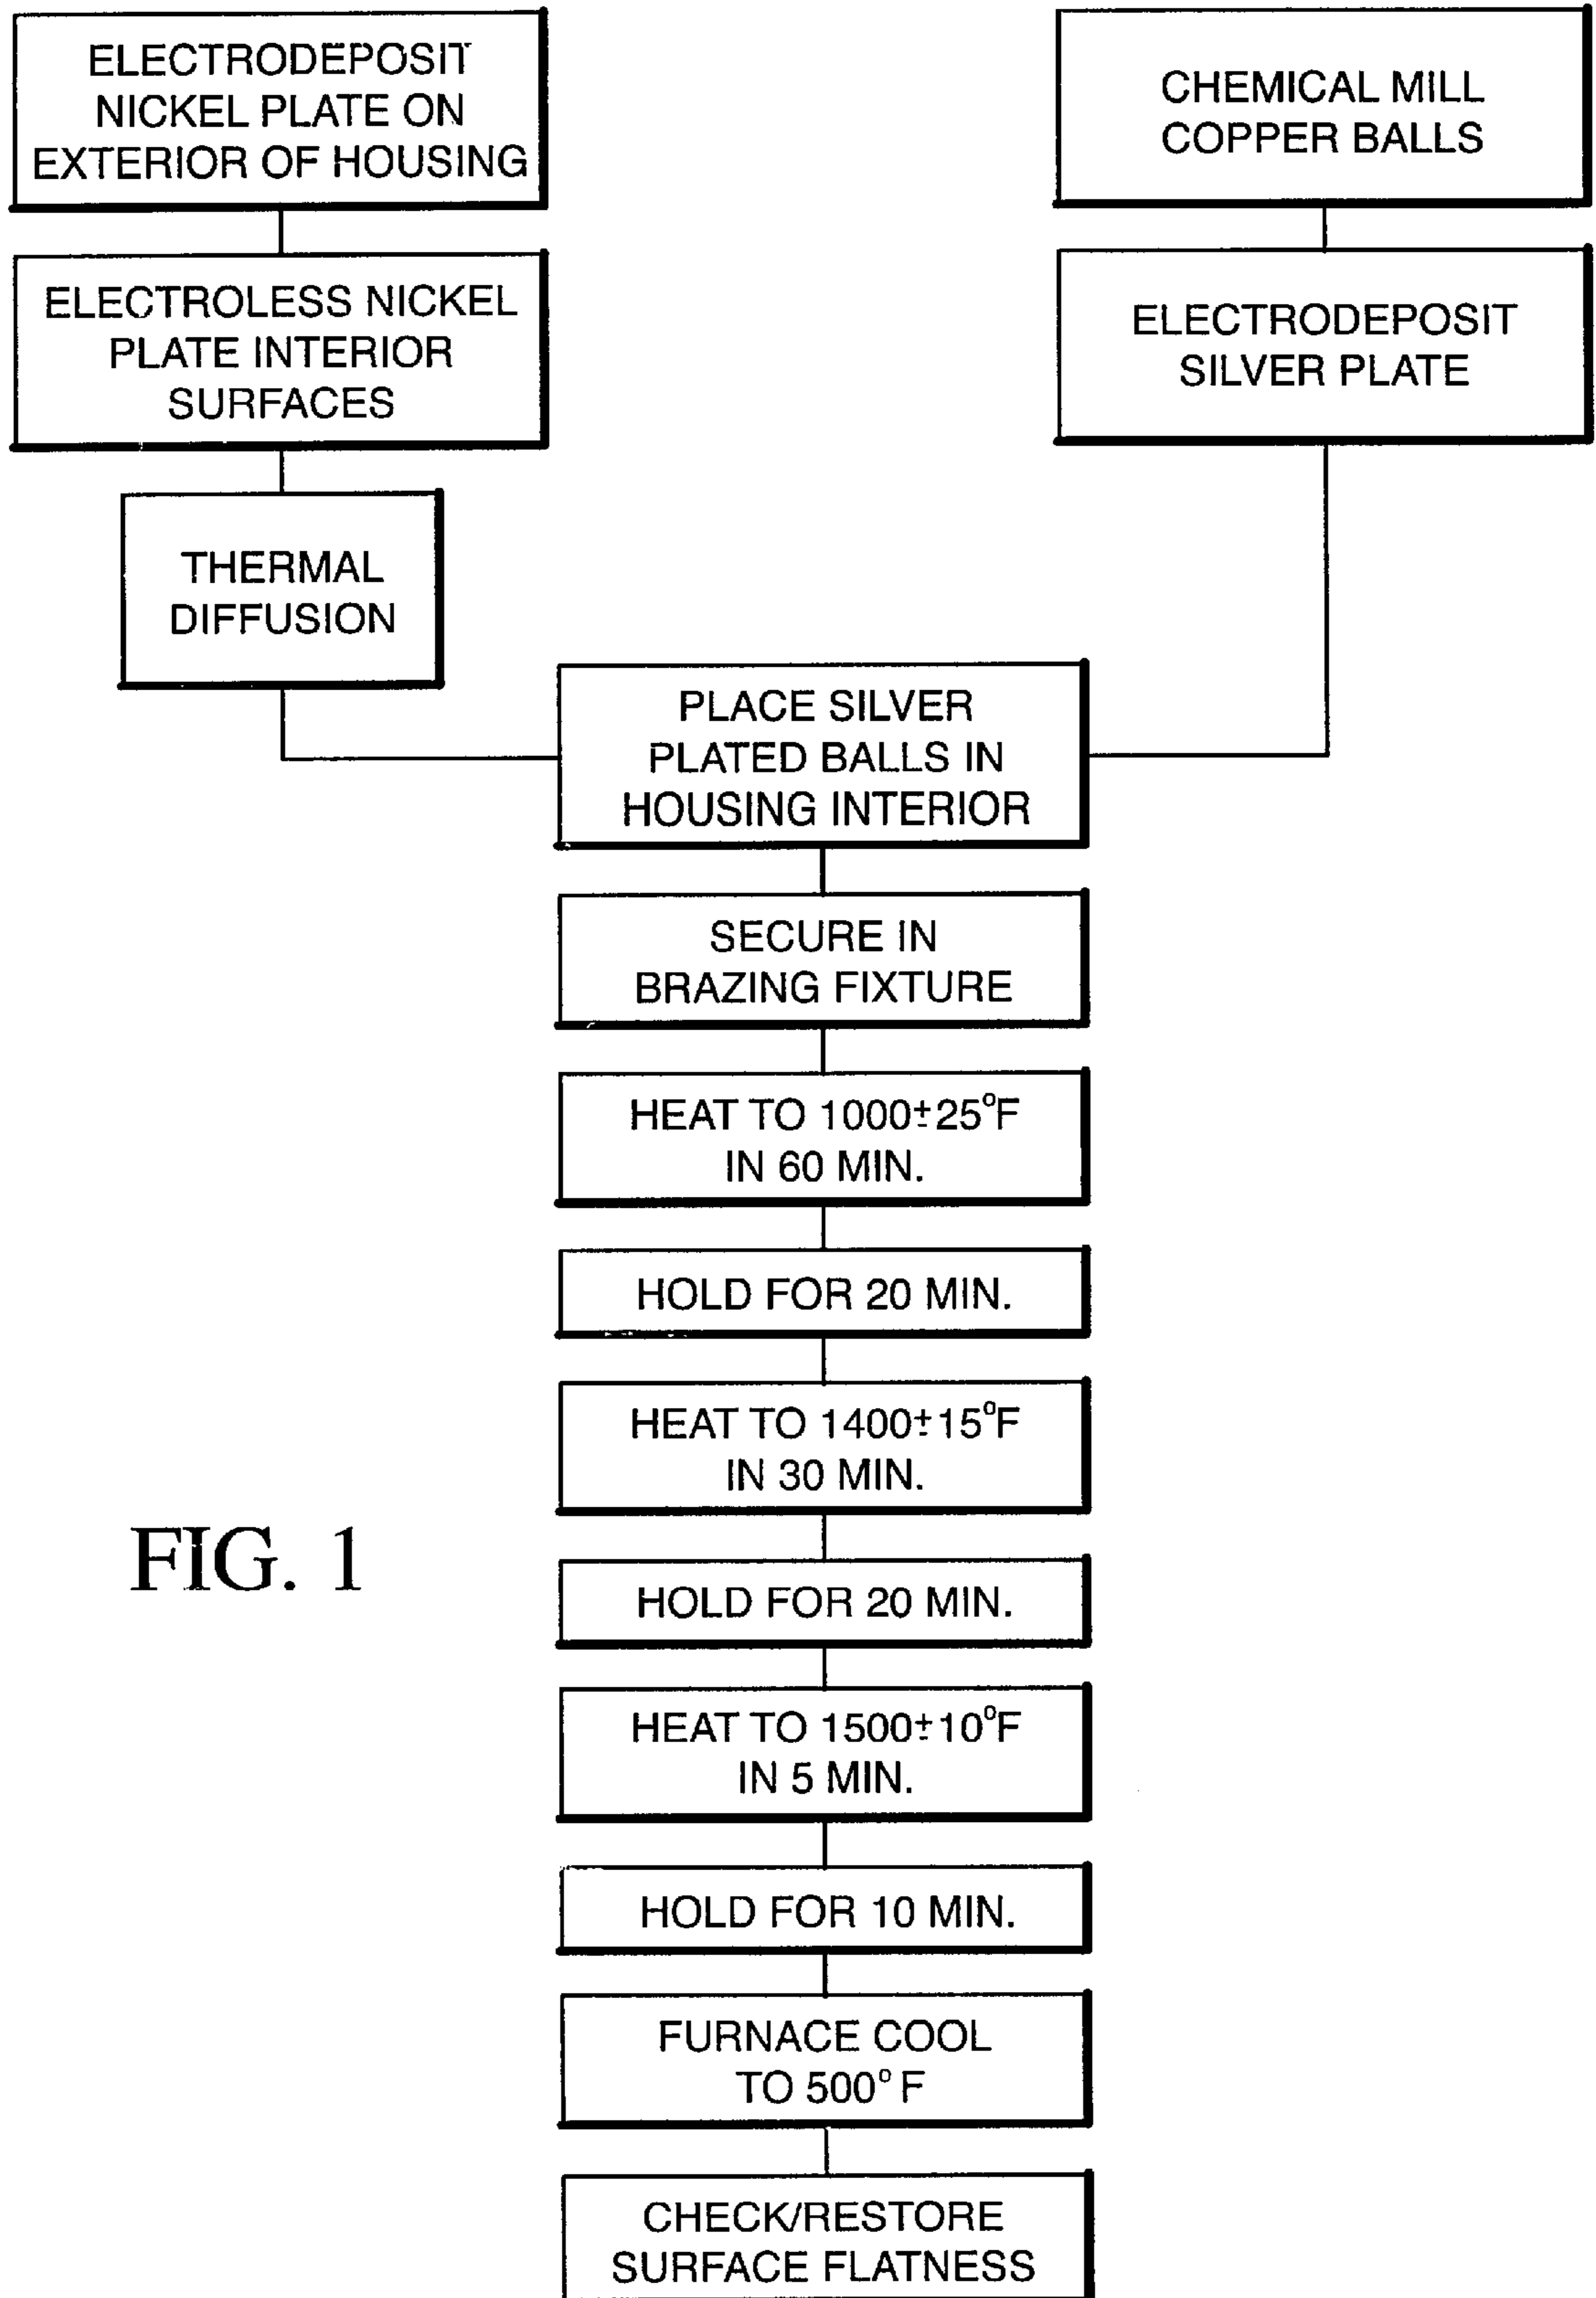 ELECTRODEPOSIT
NICKEL PLATE ON
EXTERIOR OF HOUSING
ELECTROLESS NICKEL
PLATE INTERIOR
SURFACES
THERMAL
DIFFUSION
CHEMICAL MILL
COPPER BALLS
ELECTRODEPOSIT
SILVER PLATE
PLACE SILVER
PLATED BALLS IN
HOUSING INTERIOR
SECURE IN
BRAZING FIXTURE
HEAT TO 1000±25°F
IN 60 MIN.
HOLD FOR 20 MIN.
HEAT TO 1400±15°F
IN 30 MIN.
HOLD FOR 20 MIN.
HEAT TO 1500±10°F
IN 5 MIN.
HOLD FOR 10 MIN.
FURNACE COOL
TO 500° F
CHECK/RESTORE
SURFACE FLATNESS
FIG. 1